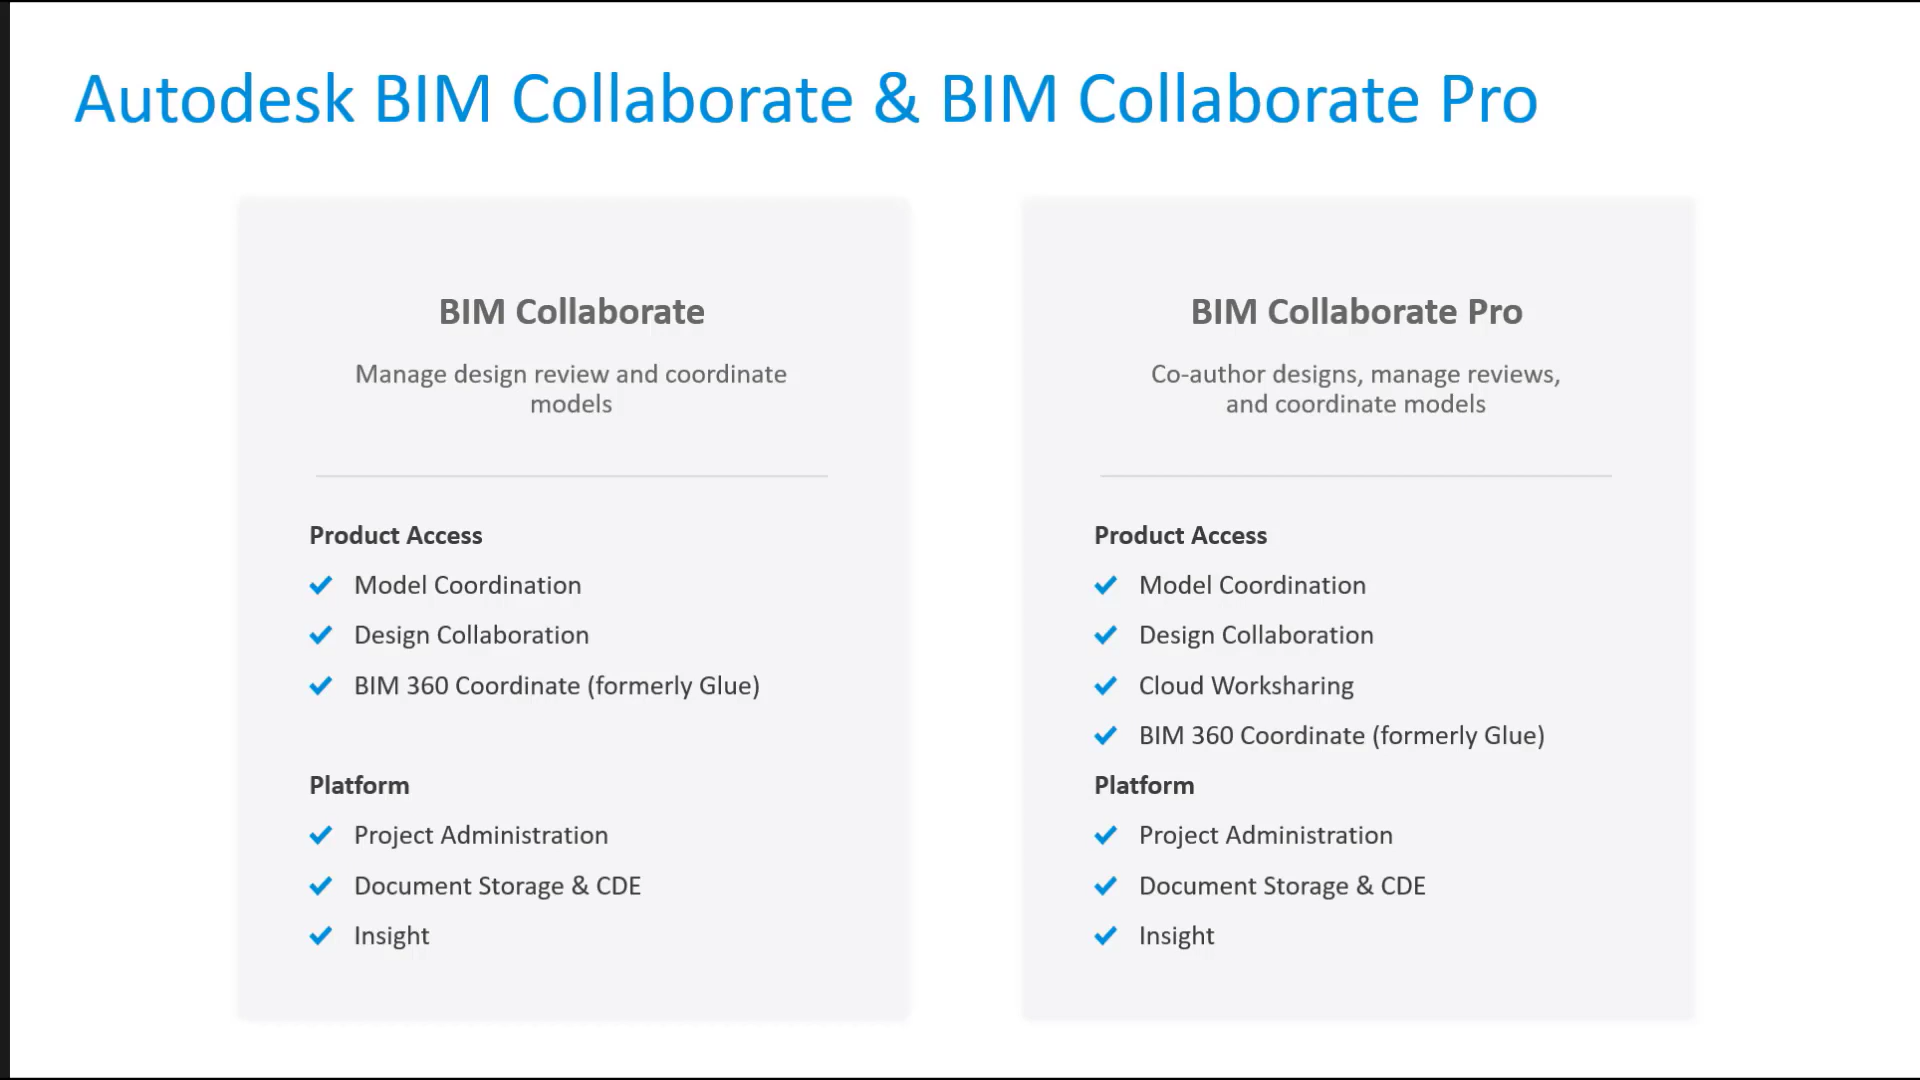 Autodesk BIM Collaborate & BIM Collaborate Pro
BIM Collaborate
Manage design review and coordinate
models
Product Access
Model Coordination
Design Collaboration
BIM 360 Coordinate (formerly Glue)
Platform
Project Administration
Document Storage & CDE
Insight
BIM Collaborate Pro
Co-author designs, manage reviews,
and coordinate models
Product Access
Model Coordination
Design Collaboration
Cloud Worksharing
BIM 360 Coordinate (formerly Glue)
Platform
Project Administration
Document Storage & CDE
Insight